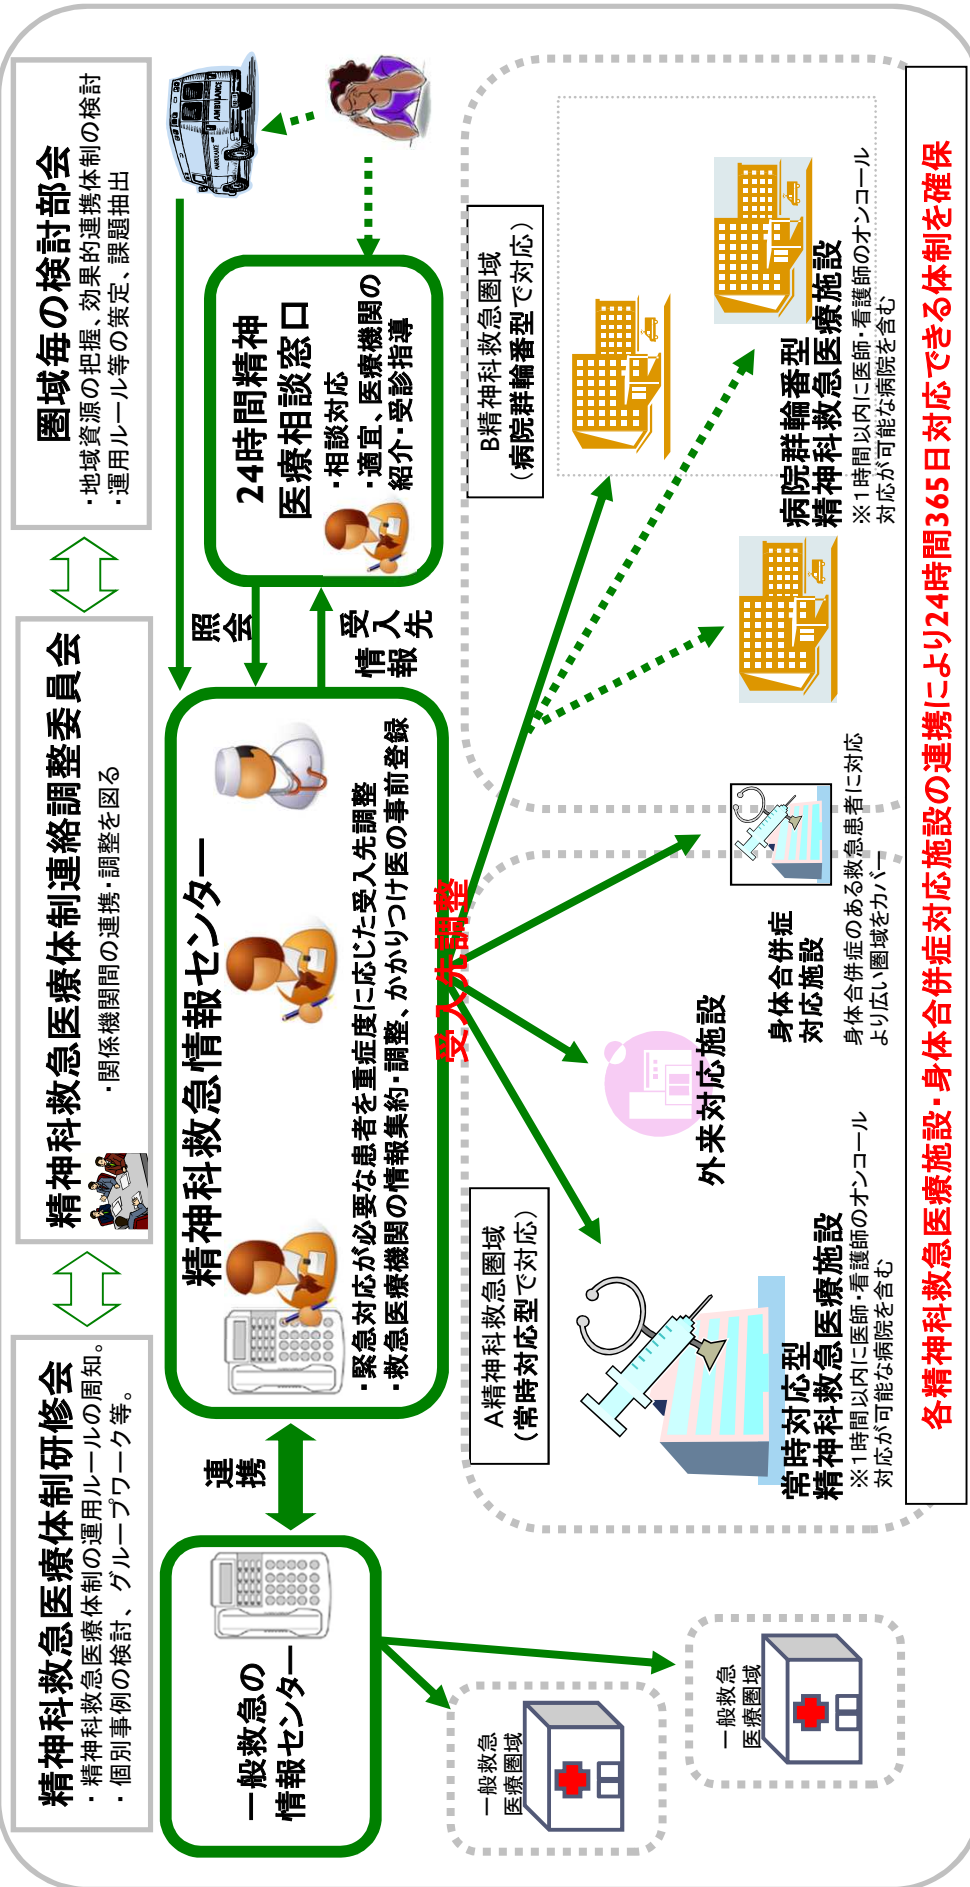 精神科救急医療体制研修会
・精神科救急医療体制の運用ルールの周知。
・個別事例の検討、グループワーク等。
精神科救急医療体制連絡調整委員会
・関係機関間の連携・調整を図る
圏域毎の検討部会
・地域資源の把握、効果的連携体制の検討
・運用ルール等の策定、課題抽出
一般救急の
情報センター
連携
精神科救急情報センター
・緊急対応が必要な患者を重症度に応じた受入先調整
・救急医療機関の情報集約・調整、かかりつけ医の事前登録
照会
受入先
情報
24時間精神
医療相談窓口
・相談対応
・適宜、医療機関の
紹介・受診指導
AMBULANCE
AMBULANCE
受入先調整
一般救急
医療圏域
一般救急
医療圏域
A精神科救急圏域
(常時対応型で対応)
常時対応型
精神科救急医療施設
※1時間以内に医師・看護師のオンコール
対応が可能な病院を含む
外来対応施設
身体合併症
対応施設
身体合併症のある救急患者に対応
より広い圏域をカバー
B精神科救急圏域
(病院群輪番型で対応)
病院群輪番型
精神科救急医療施設
※1時間以内に医師・看護師のオンコール
対応が可能な病院を含む
各精神科救急医療施設・身体合併症対応施設の連携により24時間365日対応できる体制を確保